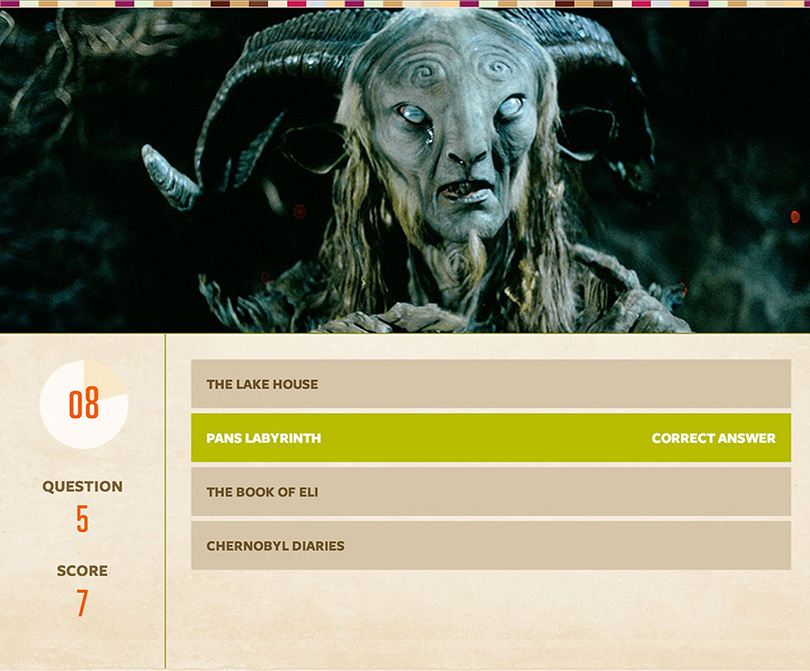 08
QUESTION
5
SCORE
7
THE LAKE HOUSE
PANS LABYRINTH CORRECT ANSWER
THE BOOK OF ELI
CHERNOBYL DIARIES